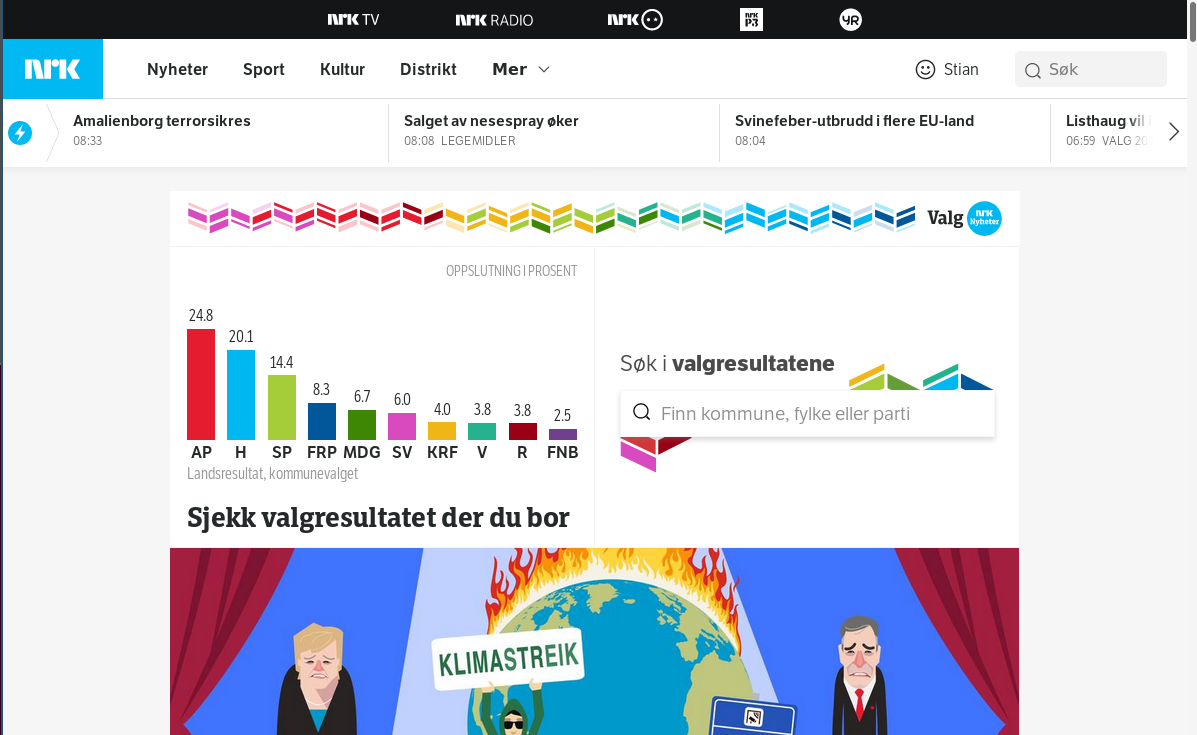 nrk TV
nrk RADIO
nrk
nrk P3
YR
nrk
Nyheter
Sport
Kultur
Distrikt
Mer
Stian
Søk
Amalienborg terrorsikres
08:33
Salget av nesespray øker
08:08 LEGEMIDLER
Svinefeber-utbrudd i flere EU-land
08:04
Listhaug vil
06:59 VALG 20
Valg
nrk
Nyheter
OPPSLUTNING I PROSENT
24.8
20.1
14.4
8.3
6.7
6.0
4.0
3.8
3.8
2.5
AP H SP FRP MDG SV KRF V R FNB
Landsresultat, kommunevalget
Søk i valgresultatene
Finn kommune, fylke eller parti
Sjekk valgresultatet der du bor
KLIMASTREIK